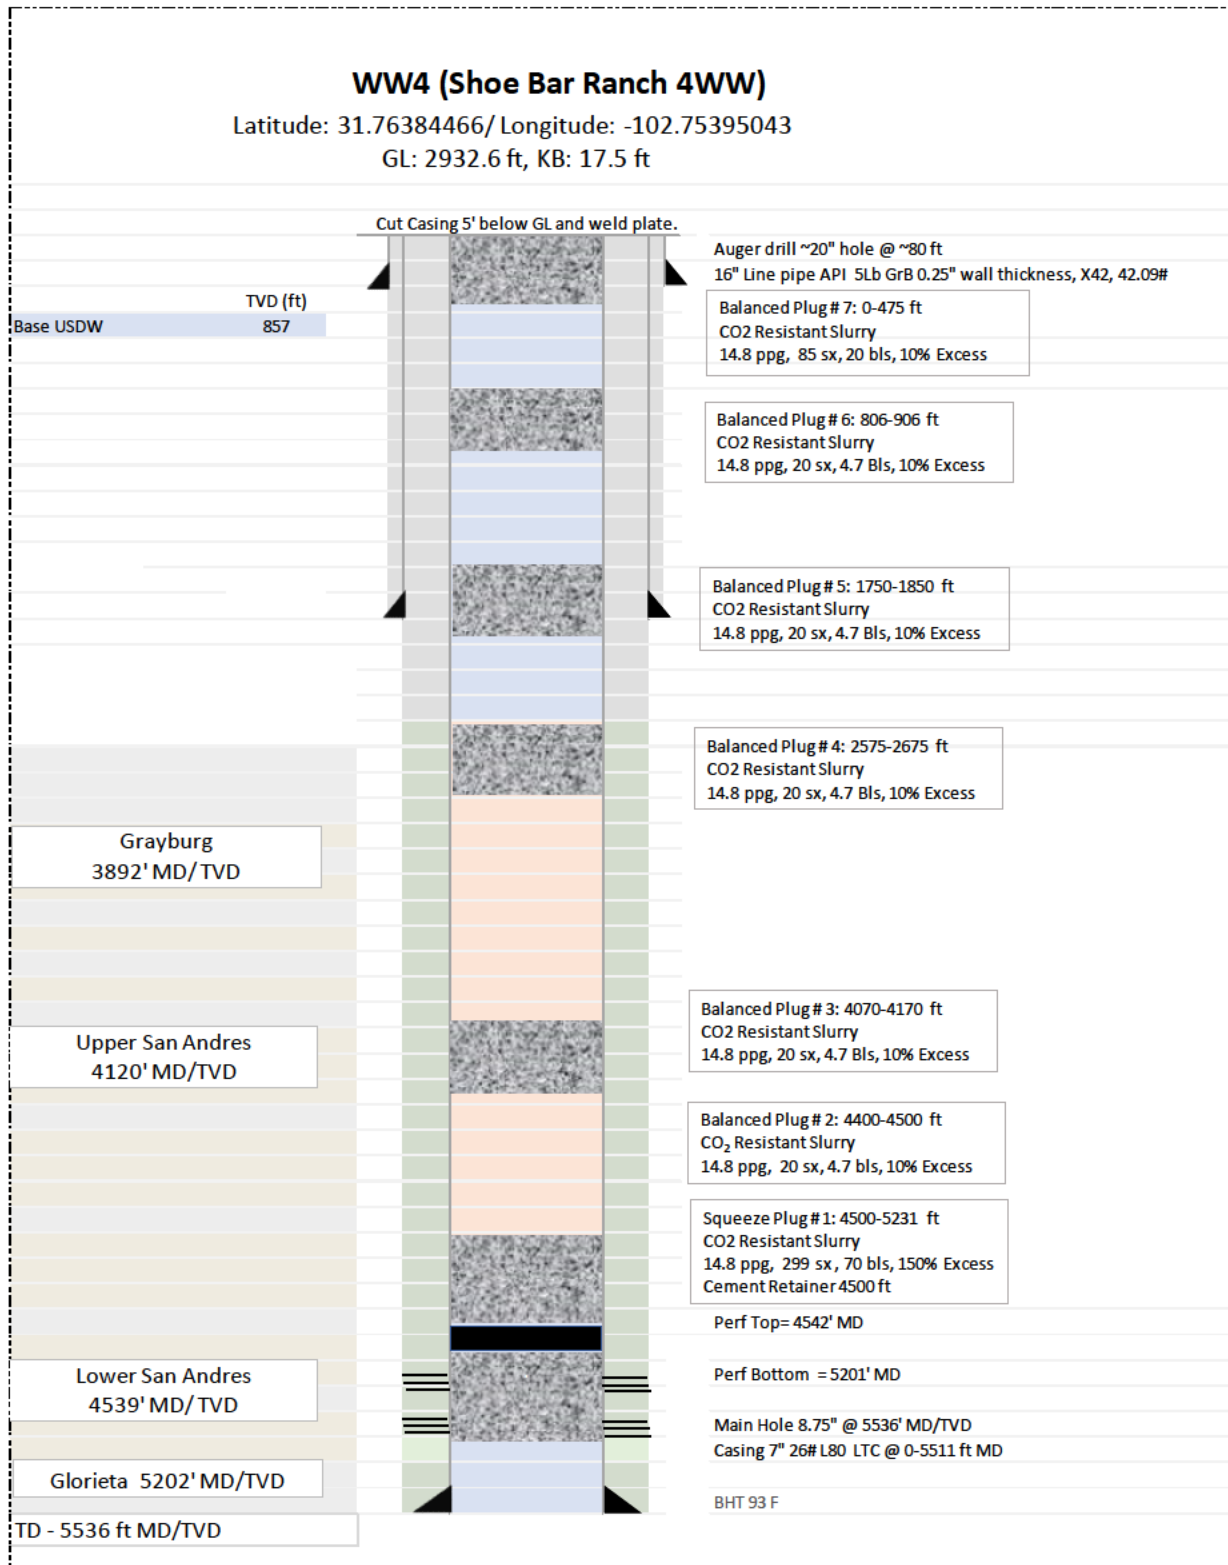 WW4 (Shoe Bar Ranch 4WW)
Latitude: 31.76384466/ Longitude: -102.75395043
GL: 2932.6 ft, KB: 17.5 ft
Cut Casing 5' below GL and weld plate.
Auger drill ~20" hole @ ~80 ft
16" Line pipe API 5Lb GrB 0.25" wall thickness, X42, 42.09#
TVD (ft)
Base USDW 857
Balanced Plug # 7: 0-475 ft
CO2 Resistant Slurry
14.8 ppg, 85 sx, 20 bls, 10% Excess
Balanced Plug # 6: 806-906 ft
CO2 Resistant Slurry
14.8 ppg, 20 sx, 4.7 Bls, 10% Excess
Balanced Plug # 5: 1750-1850 ft
CO2 Resistant Slurry
14.8 ppg, 20 sx, 4.7 Bls, 10% Excess
Balanced Plug # 4: 2575-2675 ft
CO2 Resistant Slurry
14.8 ppg, 20 sx, 4.7 Bls, 10% Excess
Grayburg
3892' MD/TVD
Balanced Plug # 3: 4070-4170 ft
CO2 Resistant Slurry
14.8 ppg, 20 sx, 4.7 Bls, 10% Excess
Upper San Andres
4120' MD/TVD
Balanced Plug # 2: 4400-4500 ft
CO₂ Resistant Slurry
14.8 ppg, 20 sx, 4.7 bls, 10% Excess
Squeeze Plug # 1: 4500-5231 ft
CO2 Resistant Slurry
14.8 ppg, 299 sx, 70 bls, 150% Excess
Cement Retainer 4500 ft
Perf Top= 4542' MD
Perf Bottom = 5201' MD
Lower San Andres
4539' MD/TVD
Main Hole 8.75" @ 5536' MD/TVD
Casing 7" 26# L80 LTC @ 0-5511 ft MD
Glorieta 5202' MD/TVD
BHT 93 F
TD - 5536 ft MD/TVD